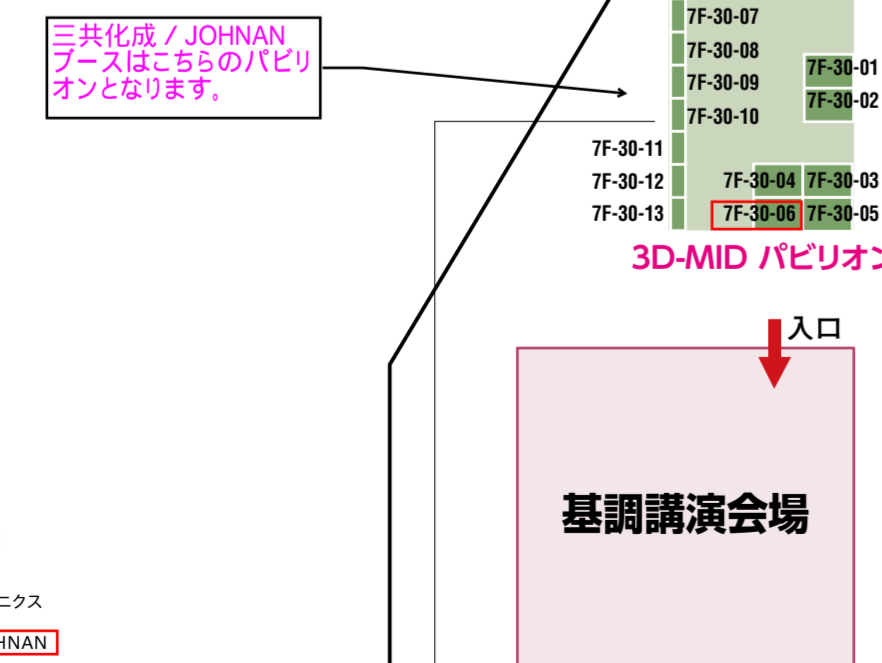 三共化成 / JOHNAN
ブースはこちらのパビリ
オンとなります。
7F-30-07
7F-30-08
7F-30-09
7F-30-10
7F-30-01
7F-30-02
7F-30-11
7F-30-12
7F-30-13
7F-30-04 7F-30-03
7F-30-06 7F-30-05
3D-MID パビリオン
入口
基調講演会場
ニクス
HNAN